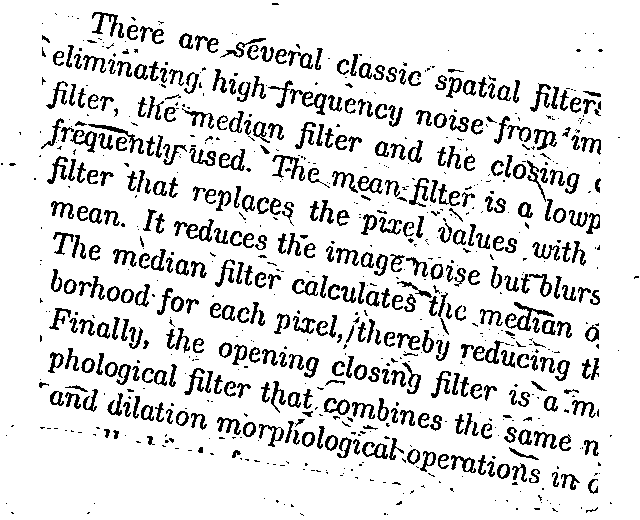 There are several classic spatial filters
eliminating high frequency noise from im
filter, the median filter and the closing
frequently used. The mean filter is a lowp
filter that replaces the pixel values with
mean. It reduces the image noise but blurs
The median filter calculates the median o
borhood for each pixel, thereby reducing th
Finally, the opening closing filter is a m
phological filter that combines the same n
and dilation morphological operations in